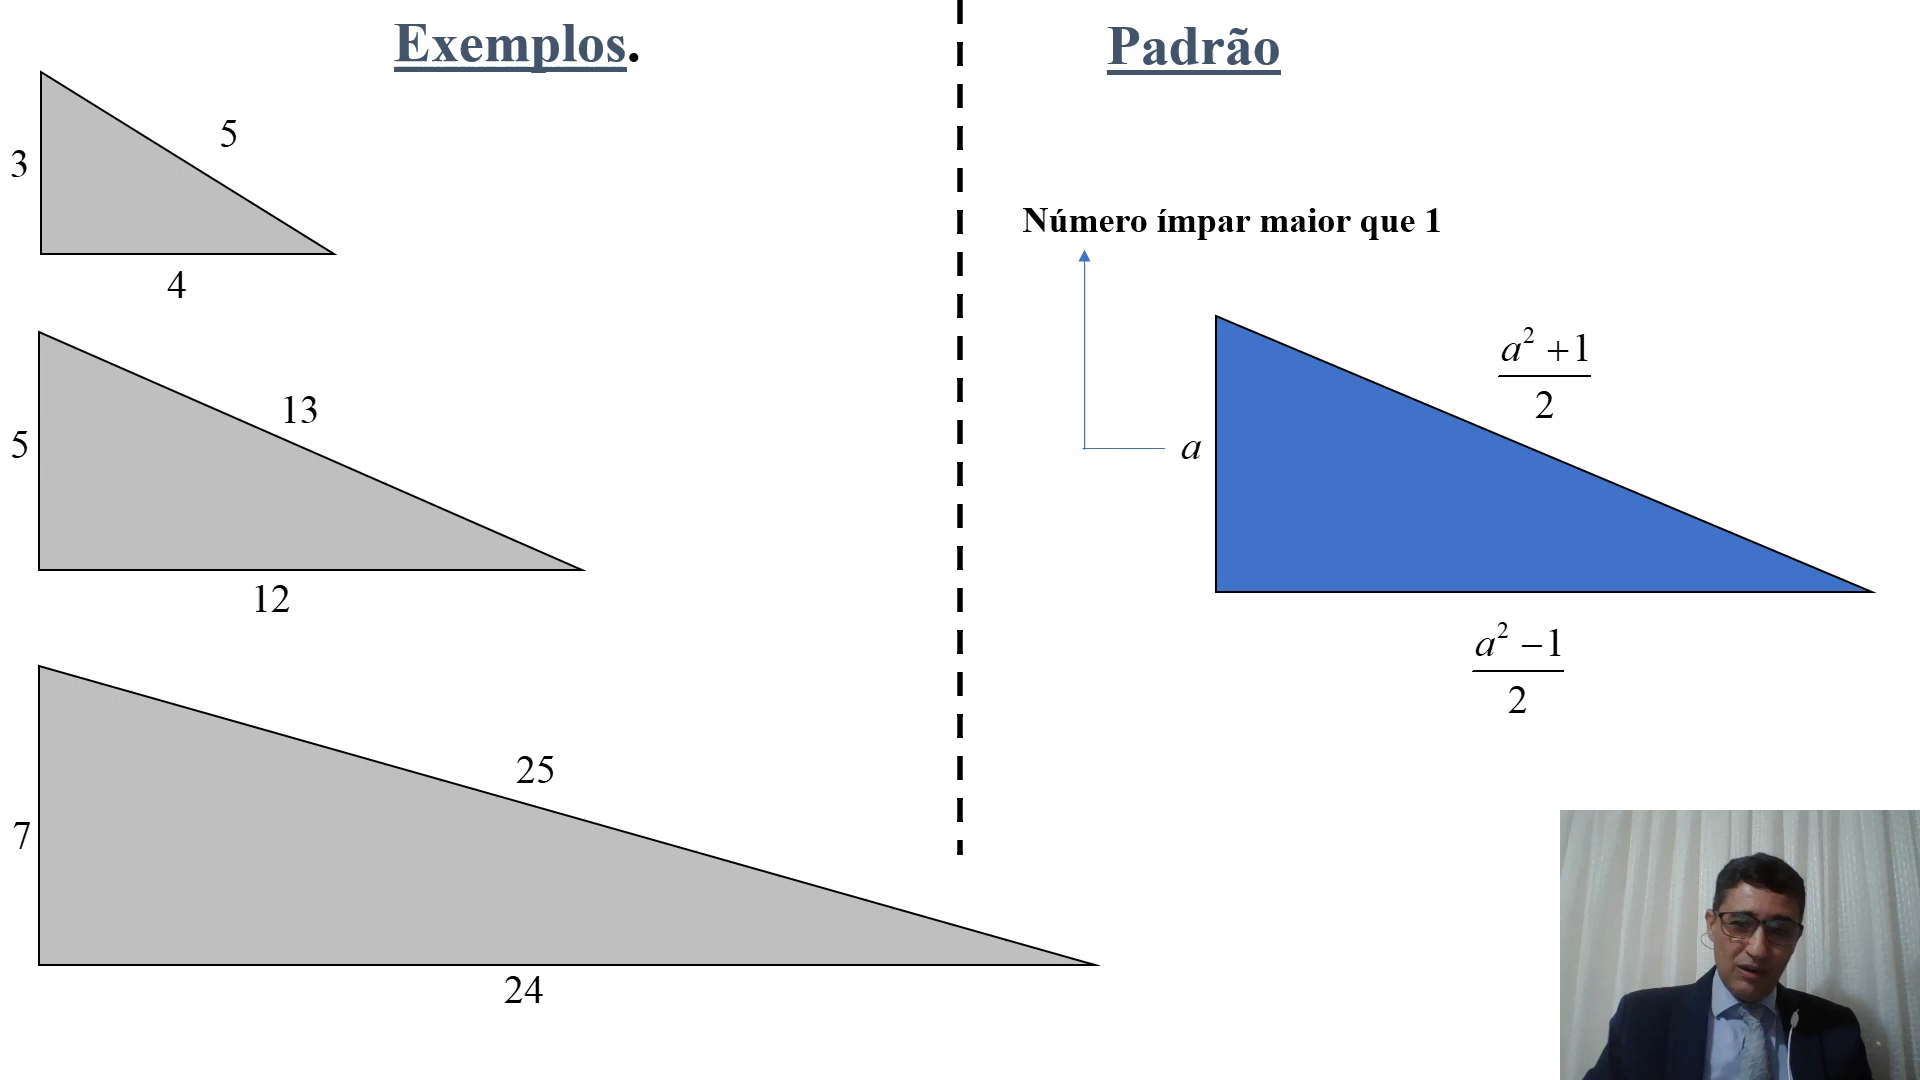 Exemplos.
3
5
4
5
13
12
7
25
24
Padrão
Número ímpar maior que 1
a
a² + 1
2
a² − 1
2